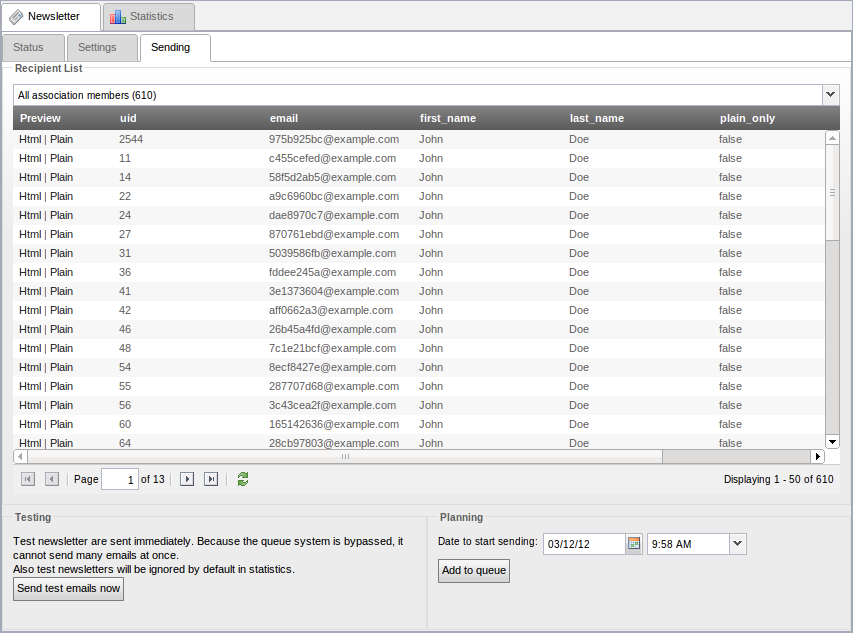 Newsletter Statistics
Status Settings Sending
Recipient List
All association members (610)
Preview uid email first_name last_name plain_only
Html | Plain 2544 975b925bc@example.com John Doe false
Html | Plain 11 c455cefed@example.com John Doe false
Html | Plain 14 58f5d2ab5@example.com John Doe false
Html | Plain 22 a9c6960bc@example.com John Doe false
Html | Plain 24 dae8970c7@example.com John Doe false
Html | Plain 27 870761ebd@example.com John Doe false
Html | Plain 31 5039586fb@example.com John Doe false
Html | Plain 36 fddee245a@example.com John Doe false
Html | Plain 41 3e1373604@example.com John Doe false
Html | Plain 42 aff0662a3@example.com John Doe false
Html | Plain 46 26b45a4fd@example.com John Doe false
Html | Plain 48 7c1e21bcf@example.com John Doe false
Html | Plain 54 8ecf8427e@example.com John Doe false
Html | Plain 55 287707d68@example.com John Doe false
Html | Plain 56 3c43cea2f@example.com John Doe false
Html | Plain 60 165142636@example.com John Doe false
Html | Plain 64 28cb97803@example.com John Doe false
Page 1 of 13 Displaying 1 - 50 of 610
Testing
Test newsletter are sent immediately. Because the queue system is bypassed, it
cannot send many emails at once.
Also test newsletters will be ignored by default in statistics.
Send test emails now
Planning
Date to start sending: 03/12/12 9:58 AM
Add to queue